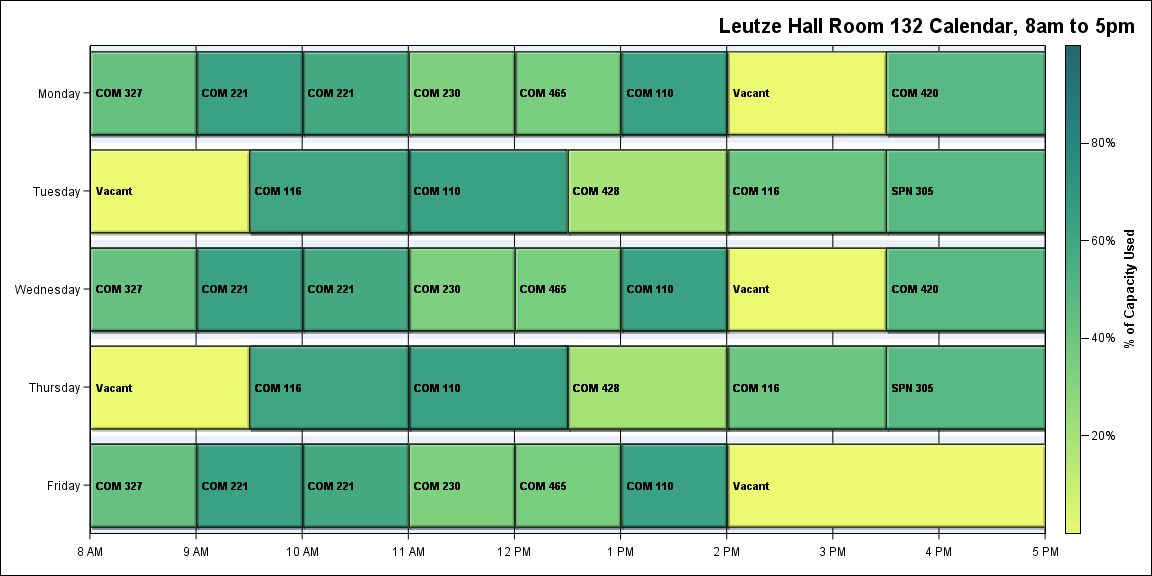 Leutze Hall Room 132 Calendar, 8am to 5pm
Monday
COM 327
COM 221
COM 221
COM 230
COM 465
COM 110
Vacant
COM 420
Tuesday
Vacant
COM 116
COM 110
COM 428
COM 116
SPN 305
Wednesday
COM 327
COM 221
COM 221
COM 230
COM 465
COM 110
Vacant
COM 420
Thursday
Vacant
COM 116
COM 110
COM 428
COM 116
SPN 305
Friday
COM 327
COM 221
COM 221
COM 230
COM 465
COM 110
Vacant
8 AM
9 AM
10 AM
11 AM
12 PM
1 PM
2 PM
3 PM
4 PM
5 PM
80%
60%
40%
20%
% of Capacity Used